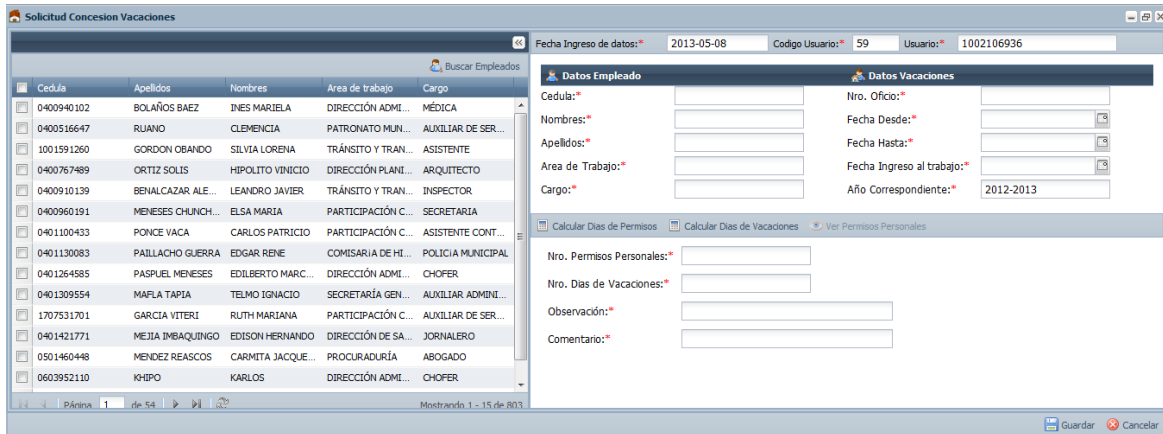 Solicitud Concesion Vacaciones
Fecha Ingreso de datos:* 2013-05-08 Codigo Usuario:* 59 Usuario:* 1002106936
Buscar Empleados
Cedula Apellidos Nombres Area de trabajo Cargo
0400940102 BOLAÑOS BAEZ INES MARIELA DIRECCIÓN ADMI... MÉDICA
0400516647 RUANO CLEMENCIA PATRONATO MUN... AUXILIAR DE SER...
1001591260 GORDON OBANDO SILVIA LORENA TRÁNSITO Y TRAN... ASISTENTE
0400767489 ORTIZ SOLIS HIPOLITO VINICIO DIRECCIÓN PLANI... ARQUITECTO
0400910139 BENALCAZAR ALE... LEANDRO JAVIER TRÁNSITO Y TRAN... INSPECTOR
0400960191 MENESES CHUNCH... ELSA MARIA PARTICIPACIÓN C... SECRETARIA
0401100433 PONCE VACA CARLOS PATRICIO PARTICIPACIÓN C... ASISTENTE CONT...
0401130083 PAILLACHO GUERRA EDGAR RENE COMISARiA DE HI... POLICíA MUNICIPAL
0401264585 PASPUEL MENESES EDILBERTO MARC... DIRECCIÓN ADMI... CHOFER
0401309554 MAFLA TAPIA TELMO IGNACIO SECRETARÍA GEN... AUXILIAR ADMINI...
1707531701 GARCIA VITERI RUTH MARIANA PARTICIPACIÓN C... AUXILIAR DE SER...
0401421771 MEJIA IMBAQUINGO EDISON HERNANDO DIRECCIÓN DE SA... JORNALERO
0501460448 MENDEZ REASCOS CARMITA JACQUE... PROCURADURÍA ABOGADO
0603952110 KHIPO KARLOS DIRECCIÓN ADMI... CHOFER
Página 1 de 54 Mostrando 1 - 15 de 803
Datos Empleado Datos Vacaciones
Cedula:* Nro. Oficio:*
Nombres:* Fecha Desde:*
Apellidos:* Fecha Hasta:*
Area de Trabajo:* Fecha Ingreso al trabajo:*
Cargo:* Año Correspondiente:* 2012-2013
Calcular Dias de Permisos Calcular Dias de Vacaciones Ver Permisos Personales
Nro. Permisos Personales:*
Nro. Dias de Vacaciones:*
Observación:*
Comentario:*
Guardar Cancelar